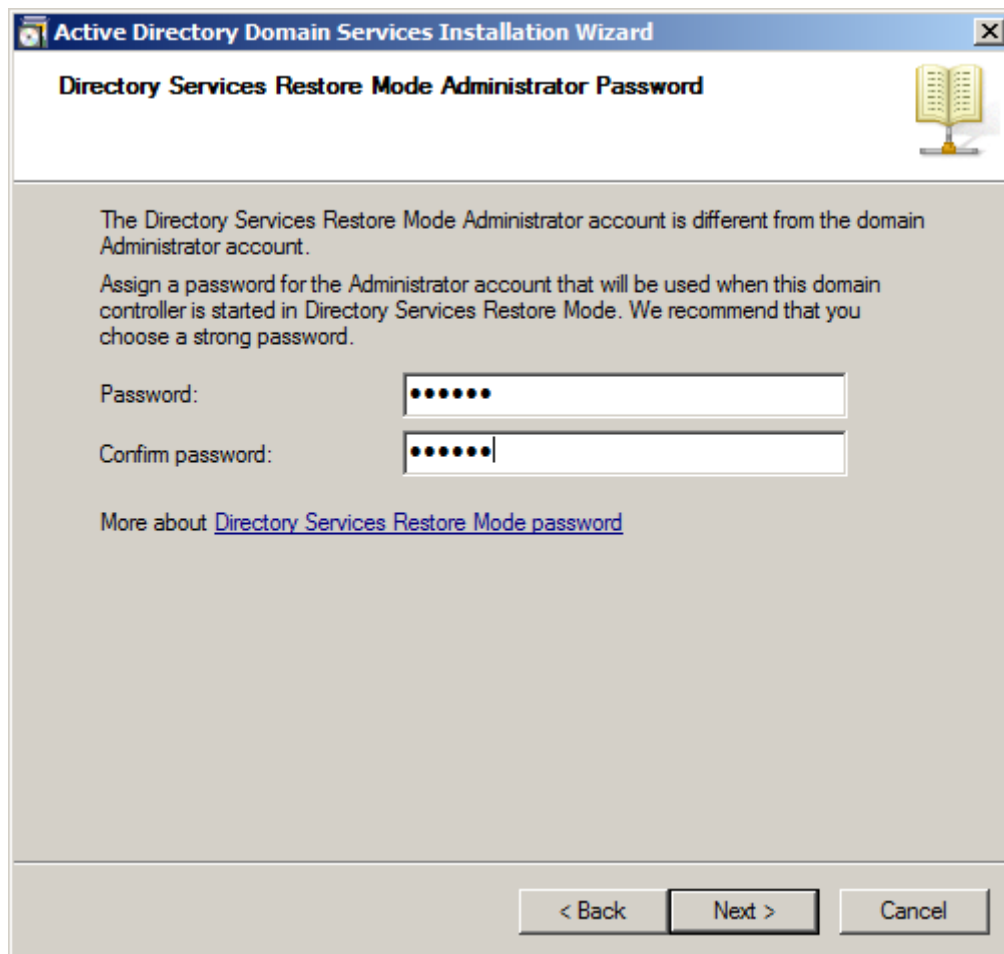 Active Directory Domain Services Installation Wizard
Directory Services Restore Mode Administrator Password
The Directory Services Restore Mode Administrator account is different from the domain
Administrator account.
Assign a password for the Administrator account that will be used when this domain
controller is started in Directory Services Restore Mode. We recommend that you
choose a strong password.
Password: ••••••
Confirm password: ••••••
More about Directory Services Restore Mode password
< Back Next > Cancel